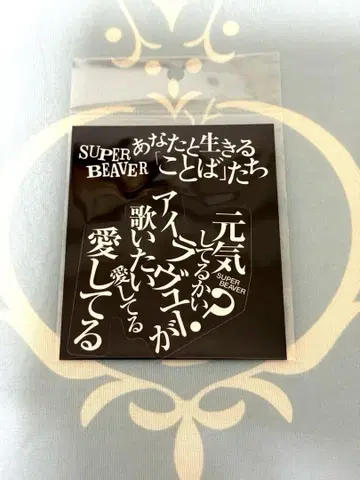 SUPER
BEAVER
あなたと生きる
「ことば」たち
元気
してるかい?
SUPER
BEAVER
アイラヴユーが
歌いたい
愛してる
愛してる